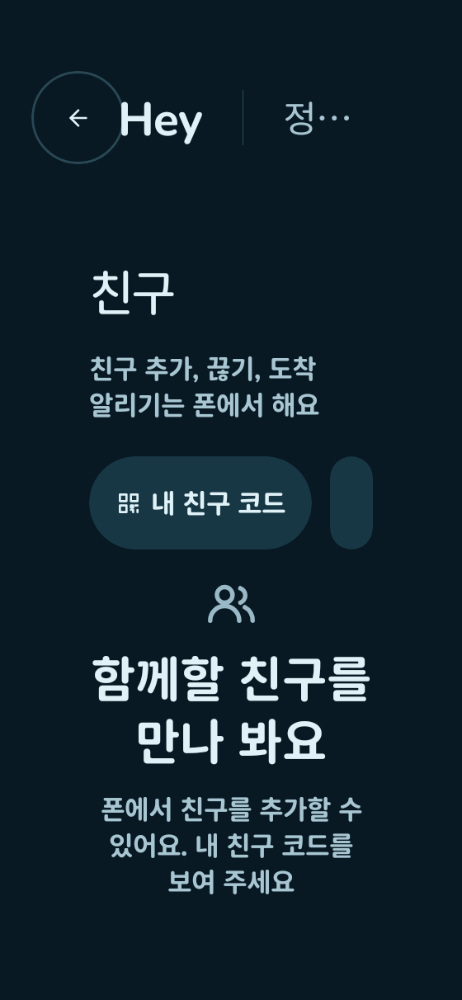 Hey
정…
친구
친구 추가, 끊기, 도착
알리기는 폰에서 해요
내 친구 코드
함께할 친구를
만나 봐요
폰에서 친구를 추가할 수
있어요. 내 친구 코드를
보여 주세요